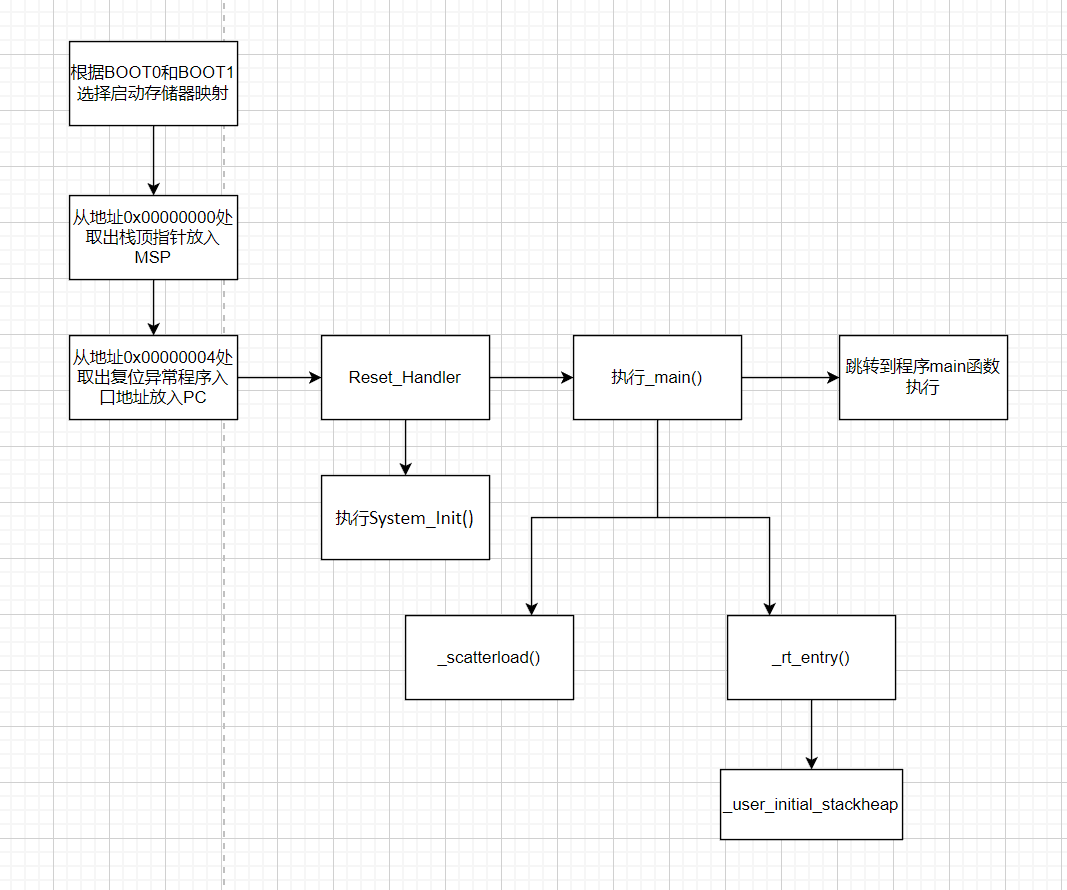 根据BOOT0和BOOT1
选择启动存储器映射
从地址0x00000000处
取出栈顶指针放入
MSP
从地址0x00000004处
取出复位异常程序入
口地址放入PC
Reset_Handler
执行_main()
跳转到程序main函数
执行
执行System_Init()
_scatterload()
_rt_entry()
_user_initial_stackheap